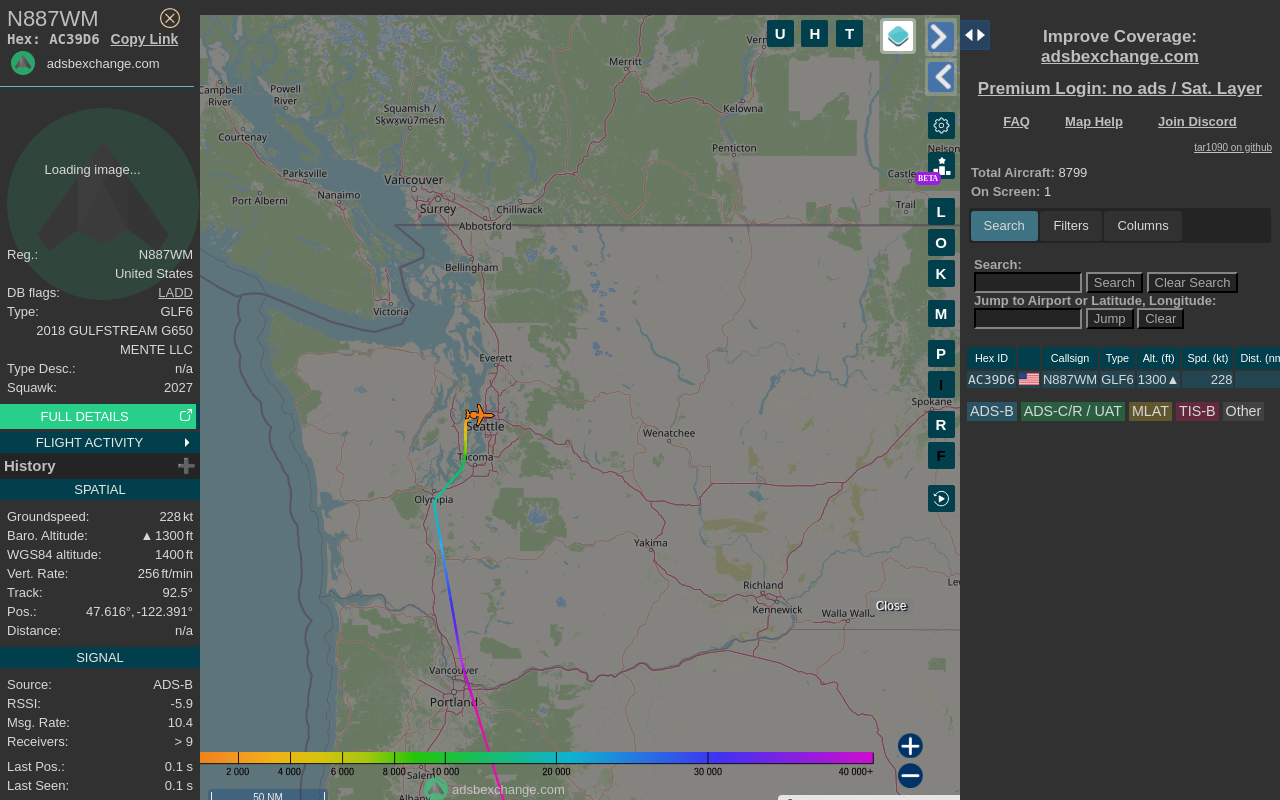 N887WM
Hex: AC39D6 Copy Link
adsbexchange.com
Loading image...
Reg.: N887WM
United States
DB flags: LADD
Type: GLF6
2018 GULFSTREAM G650
MENTE LLC
Type Desc.: n/a
Squawk: 2027
FULL DETAILS
FLIGHT ACTIVITY
History
SPATIAL
Groundspeed: 228 kt
Baro. Altitude: ▲ 1300 ft
WGS84 altitude: 1400 ft
Vert. Rate: 256 ft/min
Track: 92.5°
Pos.: 47.616°, -122.391°
Distance: n/a
SIGNAL
Source: ADS-B
RSSI: -5.9
Msg. Rate: 10.4
Receivers: > 9
Last Pos.: 0.1 s
Last Seen: 0.1 s
U H T
Merritt
Campbell River
Powell River
Squamish / Sḵwx̱wú7mesh
Kelowna
Courtenay
Penticton
Nelson
Parksville
Nanaimo
Vancouver
Port Alberni
Surrey
Chilliwack
Abbotsford
Trail
BETA
Bellingham
Victoria
Everett
Seattle
Tacoma
Olympia
Wenatchee
Spokane
Yakima
Richland
Kennewick
Walla Walla
Close
Vancouver
Portland
Salem
Albany
L
O
K
M
P
I
R
F
2 000 4 000 6 000 8 000 10 000 20 000 30 000 40 000+
adsbexchange.com
50 NM
Improve Coverage:
adsbexchange.com
Premium Login: no ads / Sat. Layer
FAQ Map Help Join Discord
tar1090 on github
Total Aircraft: 8799
On Screen: 1
Search Filters Columns
Search:
Search Clear Search
Jump to Airport or Latitude, Longitude:
Jump Clear
Hex ID Callsign Type Alt. (ft) Spd. (kt) Dist. (nm
AC39D6 N887WM GLF6 1300▲ 228
ADS-B ADS-C/R / UAT MLAT TIS-B Other